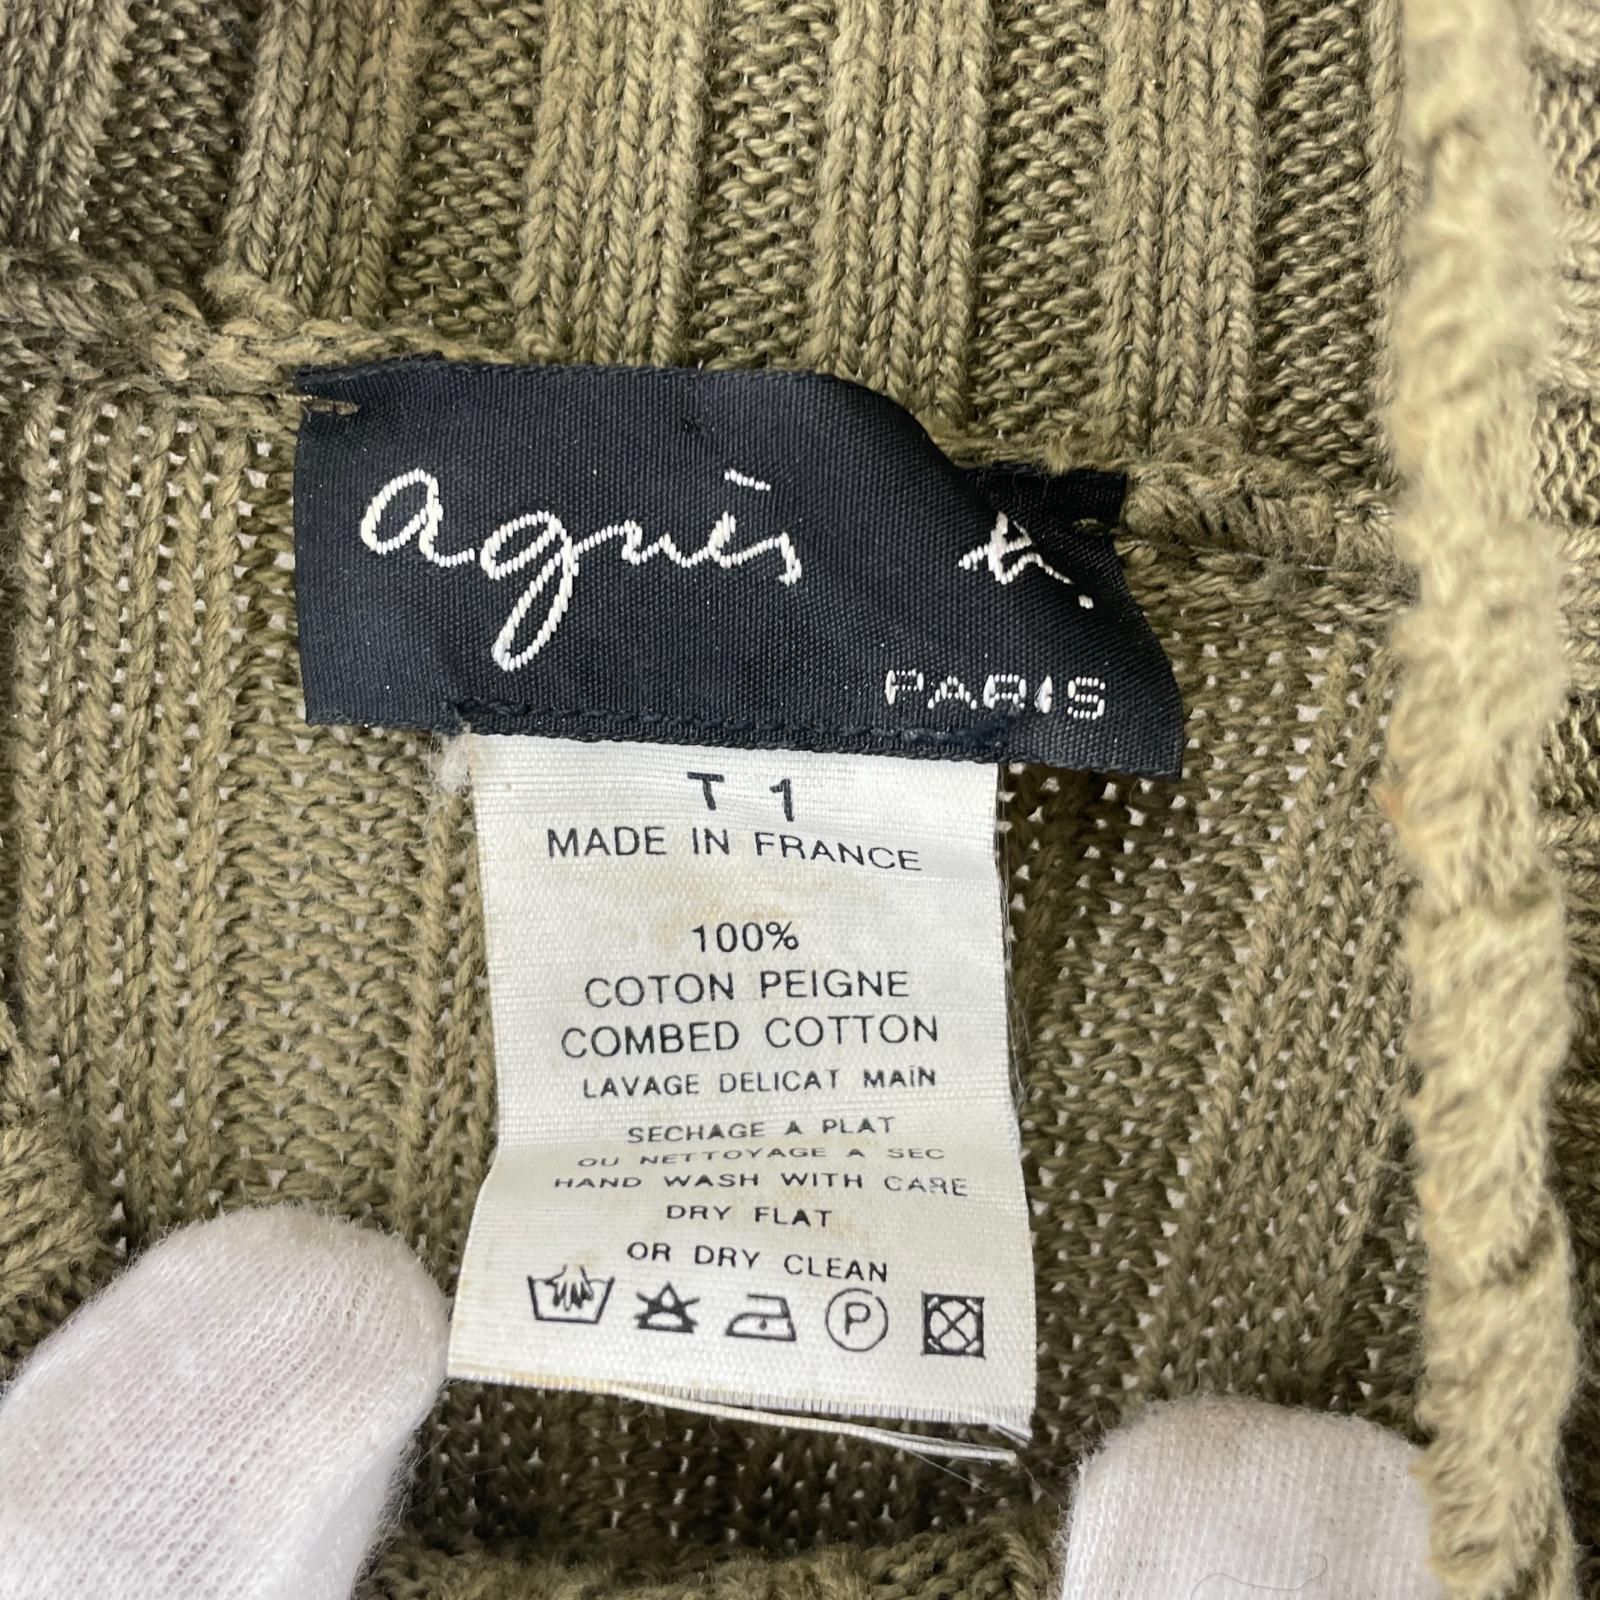 agnès b.
PARIS
T 1
MADE IN FRANCE
100%
COTON PEIGNE
COMBED COTTON
LAVAGE DELICAT MAIN
SECHAGE A PLAT
OU NETTOYAGE A SEC
HAND WASH WITH CARE
DRY FLAT
OR DRY CLEAN
P